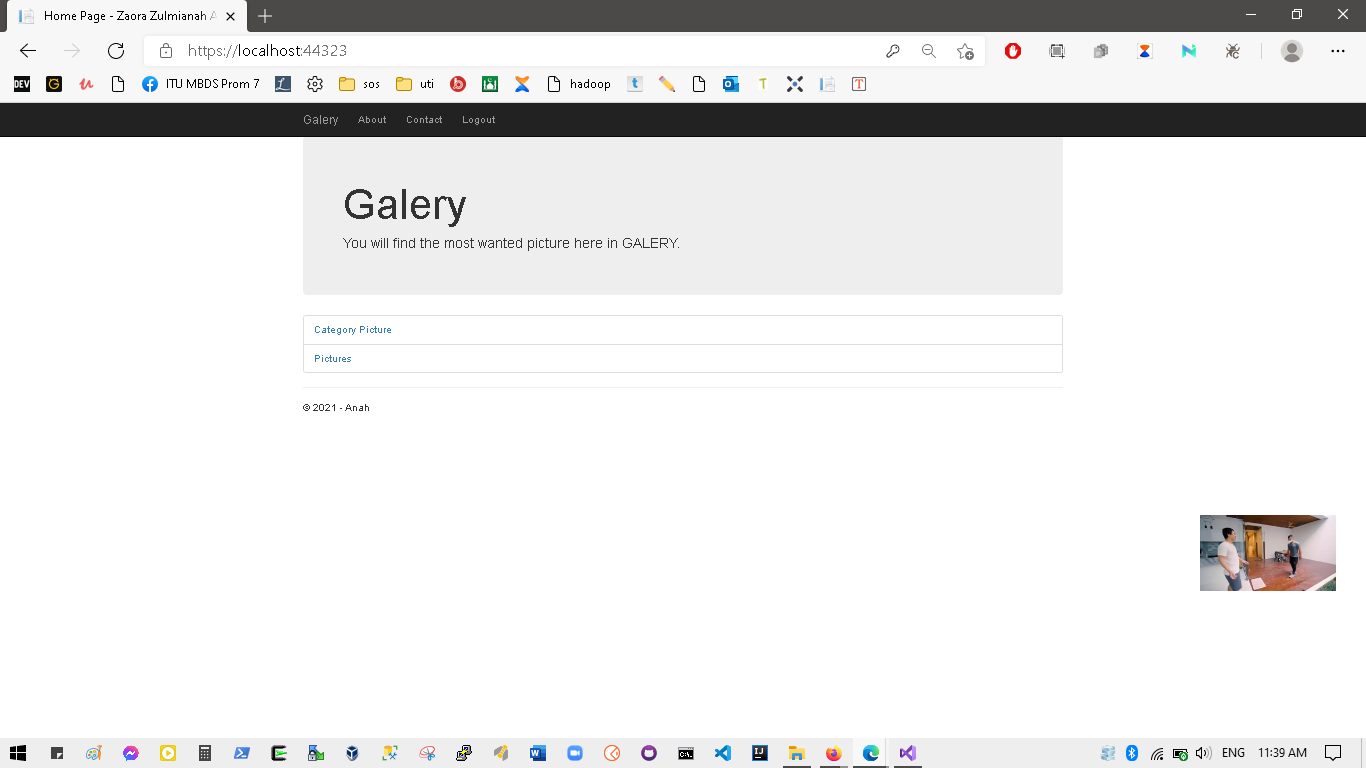 Home Page - Zaora Zulmianah A
https://localhost:44323
DEV G ITU MBDS Prom 7 sos uti hadoop t T T
Galery About Contact Logout
Galery
You will find the most wanted picture here in GALERY.
Category Picture
Pictures
© 2021 - Anah
ENG 11:39 AM